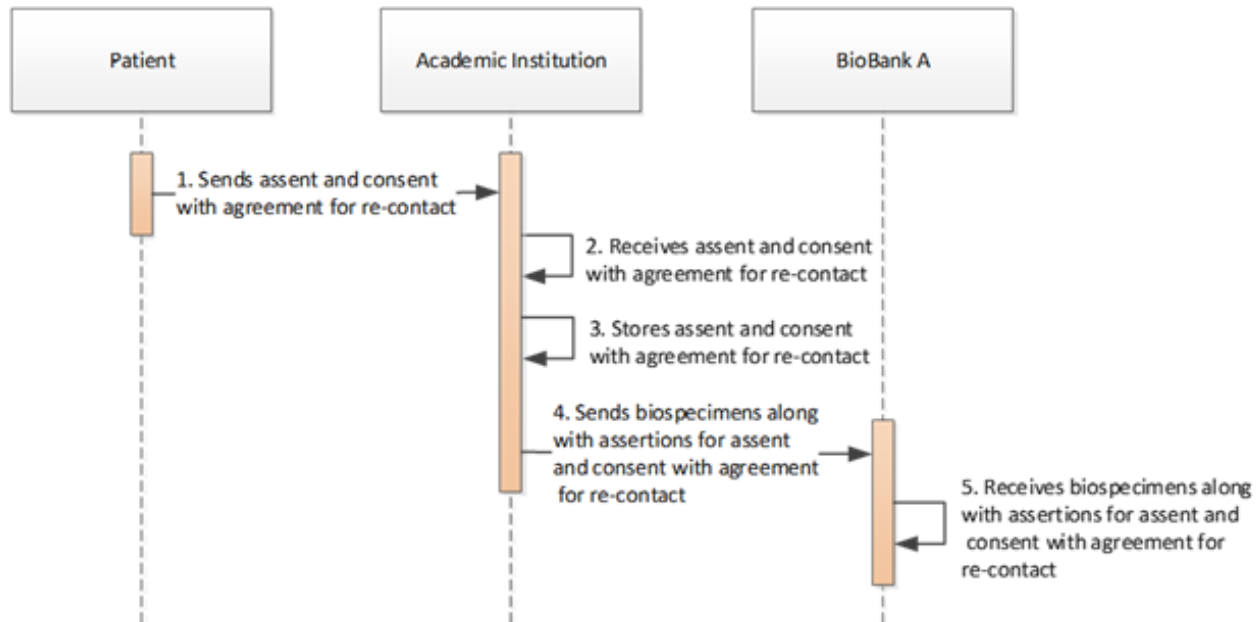 Patient
Academic Institution
BioBank A
1. Sends assent and consent
with agreement for re-contact
2. Receives assent and consent
with agreement for re-contact
3. Stores assent and consent
with agreement for re-contact
4. Sends biospecimens along
with assertions for assent
and consent with agreement
for re-contact
5. Receives biospecimens along
with assertions for assent and
consent with agreement for
re-contact